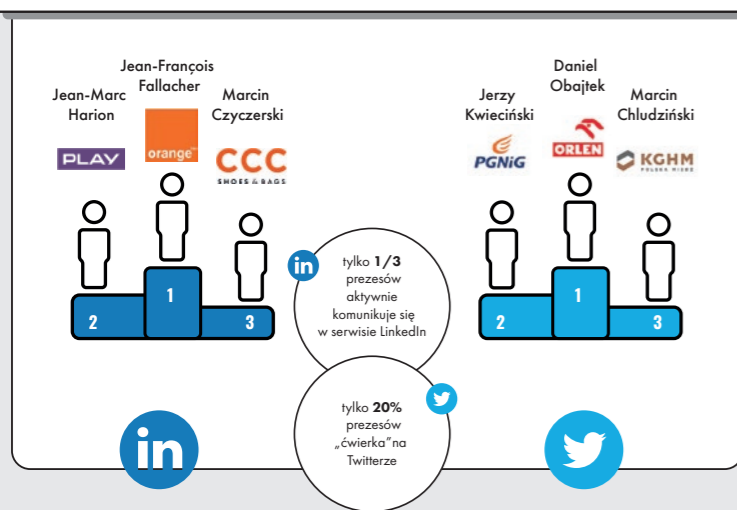 Jean-François
Fallacher
Jean-Marc
Harion
Marcin
Czyczerski
PLAY
orange™
CCC
SHOES & BAGS
2
1
3
in
Daniel
Obajtek
Jerzy
Kwieciński
Marcin
Chludziński
PGNiG
ORLEN
KGHM
POLSKA MIEDŹ
2
1
3
in
tylko 1/3
prezesów
aktywnie
komunikuje się
w serwisie LinkedIn
tylko 20%
prezesów
„ćwierka”na
Twitterze